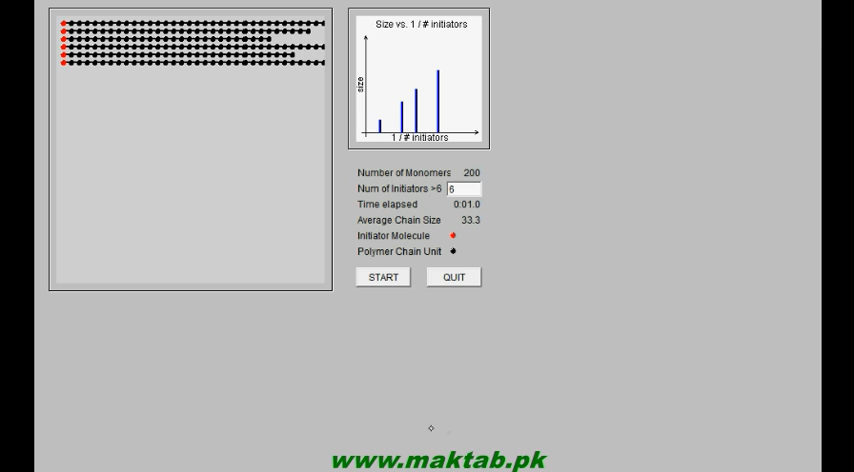 Size vs. 1 / # initiators
size
1 / # initiators
Number of Monomers 200
Num of Initiators >6 6
Time elapsed 0:01.0
Average Chain Size 33.3
Initiator Molecule
Polymer Chain Unit
START QUIT
www.maktab.pk